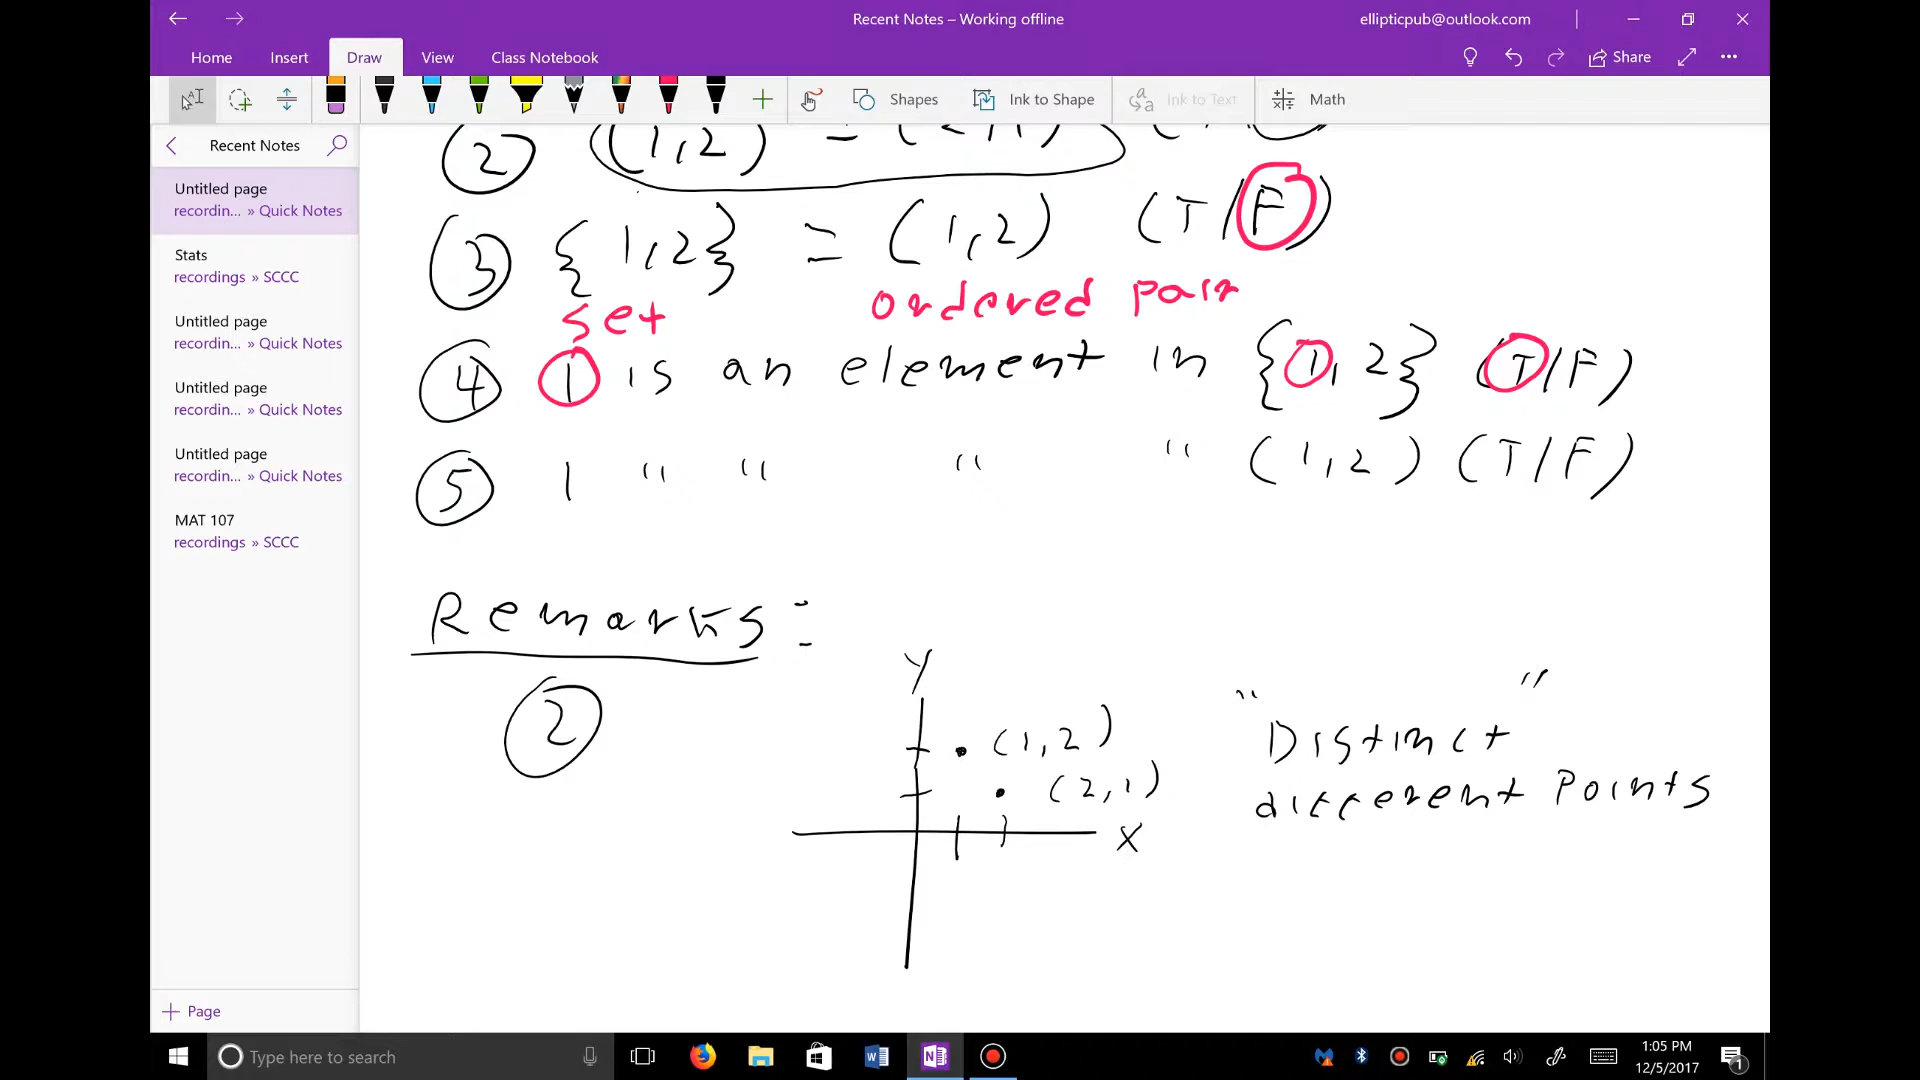 Recent Notes – Working offline
ellipticpub@outlook.com
Home Insert Draw View Class Notebook
Share
Shapes Ink to Shape Ink to Text Math
Recent Notes
Untitled page
recordin... » Quick Notes
Stats
recordings » SCCC
Untitled page
recordin... » Quick Notes
Untitled page
recordin... » Quick Notes
Untitled page
recordin... » Quick Notes
MAT 107
recordings » SCCC
Page
2 (1,2) = (2,1)
3 {1,2} = (1,2) (T/F)
set ordered pair
4 1 is an element in {1,2} (T/F)
5 1 " " " " (1,2) (T/F)
Remarks:
2
Y
(1,2)
(2,1)
X
"Distinct"
different Points
Type here to search
1:05 PM
12/5/2017
1